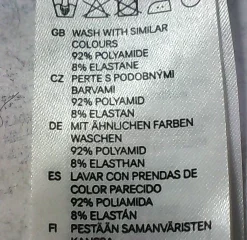 GB WASH WITH SIMILAR
COLOURS
92% POLYAMIDE
8% ELASTANE
CZ PERTE S PODOBNÝMI
BARVAMI
92% POLYAMID
8% ELASTAN
DE MIT ÄHNLICHEN FARBEN
WASCHEN
92% POLYAMID
8% ELASTHAN
ES LAVAR CON PRENDAS DE
COLOR PARECIDO
92% POLIAMIDA
8% ELASTÁN
FI PESTÄÄN SAMANVÄRISTEN